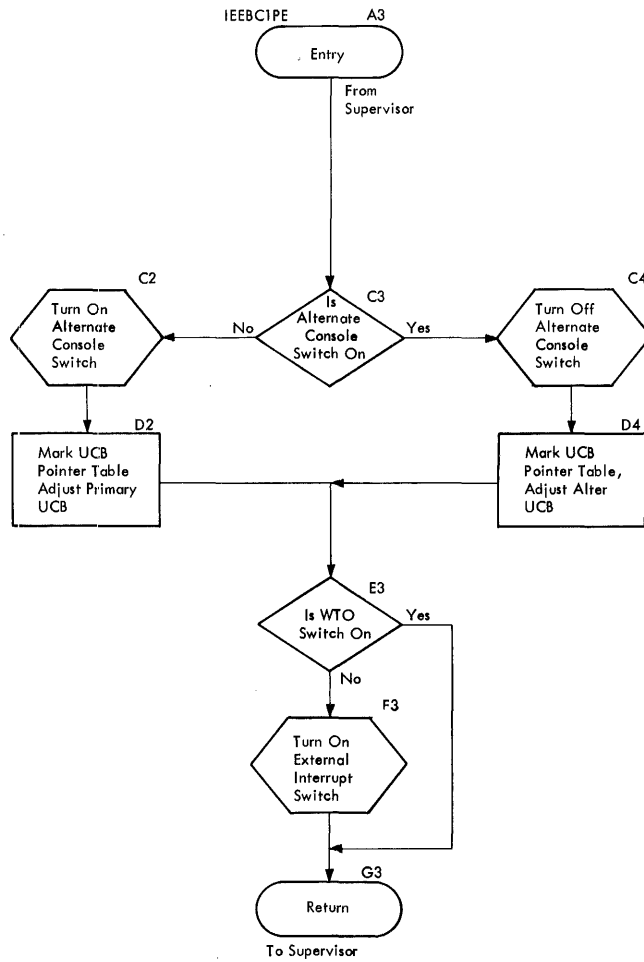 IEEBC1PE A3
Entry
From
Supervisor
C2
Turn On
Alternate
Console
Switch
No
C3
Is
Alternate
Console
Switch On
Yes
C4
Turn Off
Alternate
Console
Switch
D2
Mark UCB
Pointer Table
Adjust Primary
UCB
D4
Mark UCB
Pointer Table,
Adjust Alter
UCB
E3
Is WTO
Switch On
Yes
No
F3
Turn On
External
Interrupt
Switch
G3
Return
To Supervisor